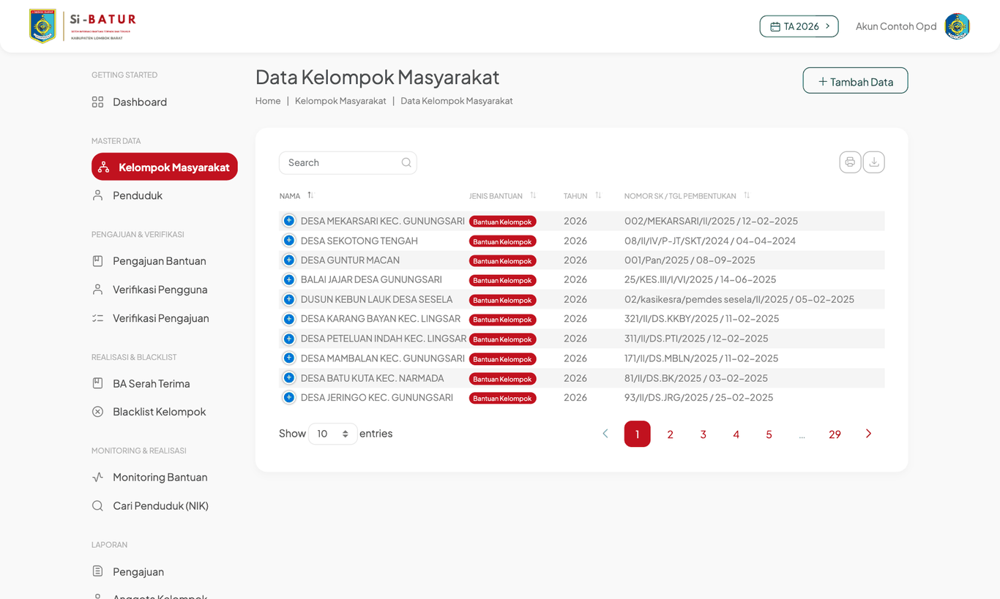 Si-BATUR
KABUPATEN LOMBOK BARAT
TA 2026
Akun Contoh Opd
GETTING STARTED
Dashboard
MASTER DATA
Kelompok Masyarakat
Penduduk
PENGAJUAN & VERIFIKASI
Pengajuan Bantuan
Verifikasi Pengguna
Verifikasi Pengajuan
REALISASI & BLACKLIST
BA Serah Terima
Blacklist Kelompok
MONITORING & REALISASI
Monitoring Bantuan
Cari Penduduk (NIK)
LAPORAN
Pengajuan
Anggota Kelompok
Data Kelompok Masyarakat
Home | Kelompok Masyarakat | Data Kelompok Masyarakat
+ Tambah Data
Search
NAMA JENIS BANTUAN TAHUN NOMOR SK / TGL PEMBENTUKAN
DESA MEKARSARI KEC. GUNUNGSARI Bantuan Kelompok 2026 002/MEKARSARI/II/2025 / 12-02-2025
DESA SEKOTONG TENGAH Bantuan Kelompok 2026 08/II/IV/P-JT/SKT/2024 / 04-04-2024
DESA GUNTUR MACAN Bantuan Kelompok 2026 001/Pan/2025 / 08-09-2025
BALAI JAJAR DESA GUNUNGSARI Bantuan Kelompok 2026 25/KES.III/I/VI/2025 / 14-06-2025
DUSUN KEBUN LAUK DESA SESELA Bantuan Kelompok 2026 02/kasikesra/pemdes sesela/II/2025 / 05-02-2025
DESA KARANG BAYAN KEC. LINGSAR Bantuan Kelompok 2026 321/II/DS.KKBY/2025 / 11-02-2025
DESA PETELUAN INDAH KEC. LINGSAR Bantuan Kelompok 2026 311/II/DS.PTI/2025 / 12-02-2025
DESA MAMBALAN KEC. GUNUNGSARI Bantuan Kelompok 2026 171/II/DS.MBLN/2025 / 11-02-2025
DESA BATU KUTA KEC. NARMADA Bantuan Kelompok 2026 81/II/DS.BK/2025 / 03-02-2025
DESA JERINGO KEC. GUNUNGSARI Bantuan Kelompok 2026 93/II/DS.JRG/2025 / 25-02-2025
Show 10 entries
1 2 3 4 5 ... 29